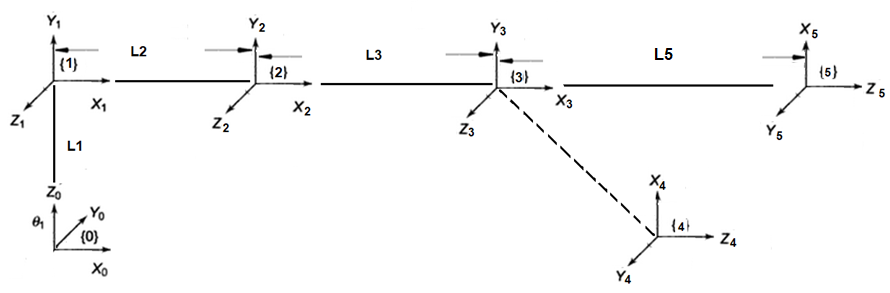 Y1 Y2 Y3 X5
L2 L3 L5
{1} {2} {3} {5}
X1 X2 X3 Z5
Z1 Z2 Z3 Y5
L1
Z0 X4
θ1 Y0 {0} {4} Z4
X0 Y4